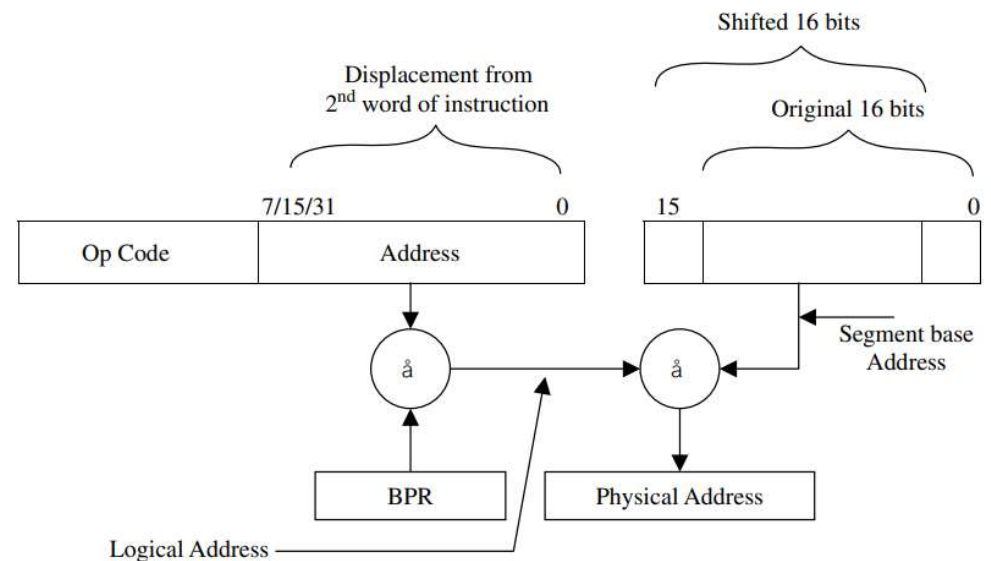 Shifted 16 bits
Displacement from
2nd word of instruction
Original 16 bits
7/15/31 0
15 0
Op Code Address
å å
Segment base
Address
BPR
Physical Address
Logical Address